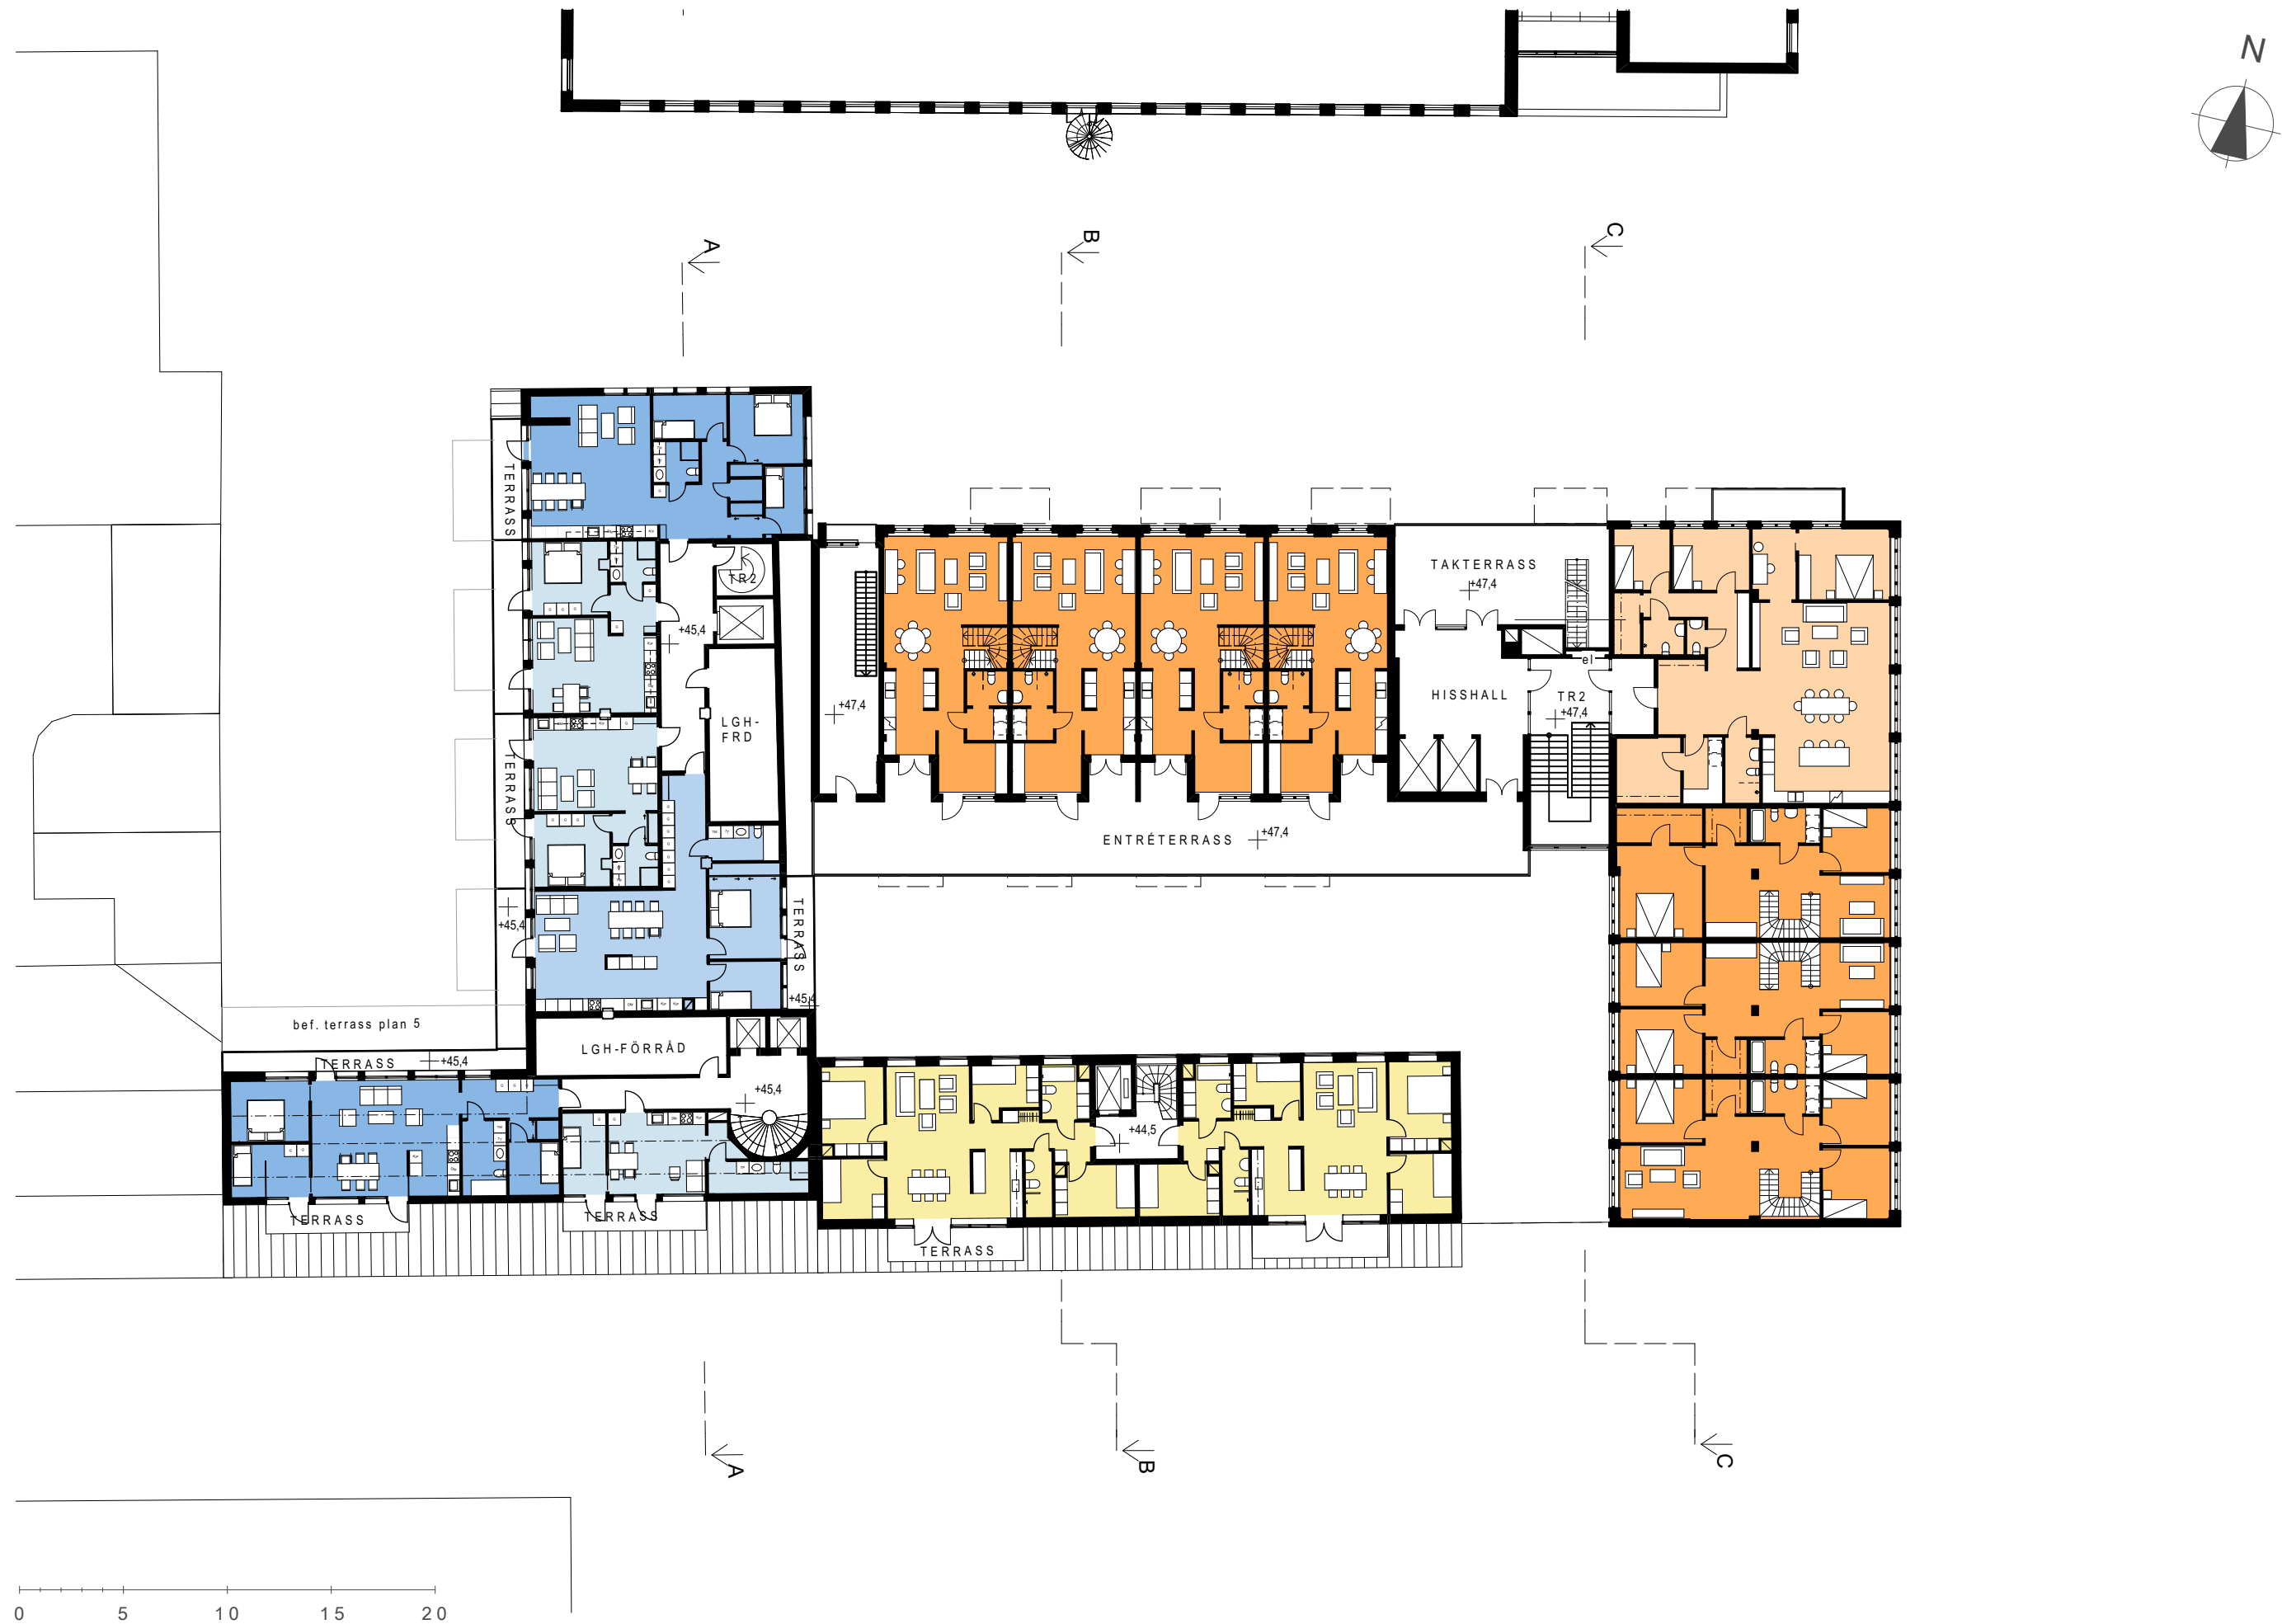 N
A
B
C
TERRASS
TAKTERRASS
+47,4
TR2
+45,4
el
HISSHALL
TR2
+47,4
+47,4
LGH-
FRD
TERRASS
ENTRÉTERRASS
+47,4
TERRASS
+45,4
+45,4
bef. terrass plan 5
LGH-FÖRRÅD
TERRASS
+45,4
+45,4
+44,5
TERRASS
TERRASS
TERRASS
A
B
C
0 5 10 15 20